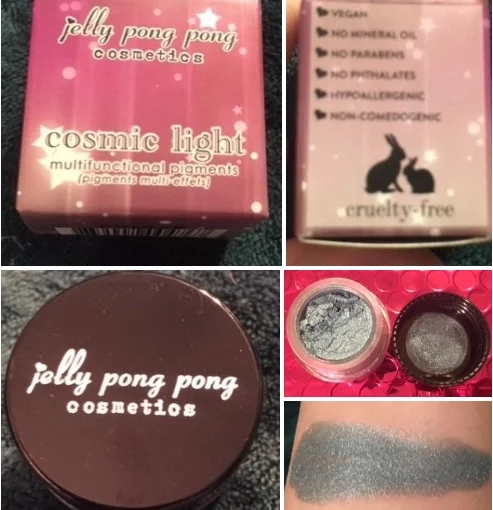 jelly pong pong
cosmetics
cosmic light
multifunctional pigments
(pigments multi-effets)
VEGAN
NO MINERAL OIL
NO PARABENS
NO PHTHALATES
HYPOALLERGENIC
NON-COMEDOGENIC
cruelty-free
jelly pong pong
cosmetics